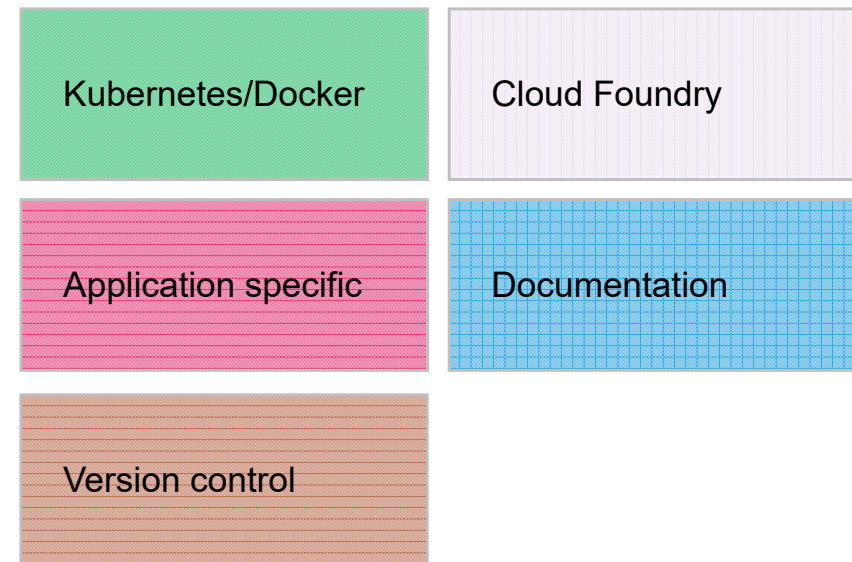 Kubernetes/Docker
Cloud Foundry
Application specific
Documentation
Version control